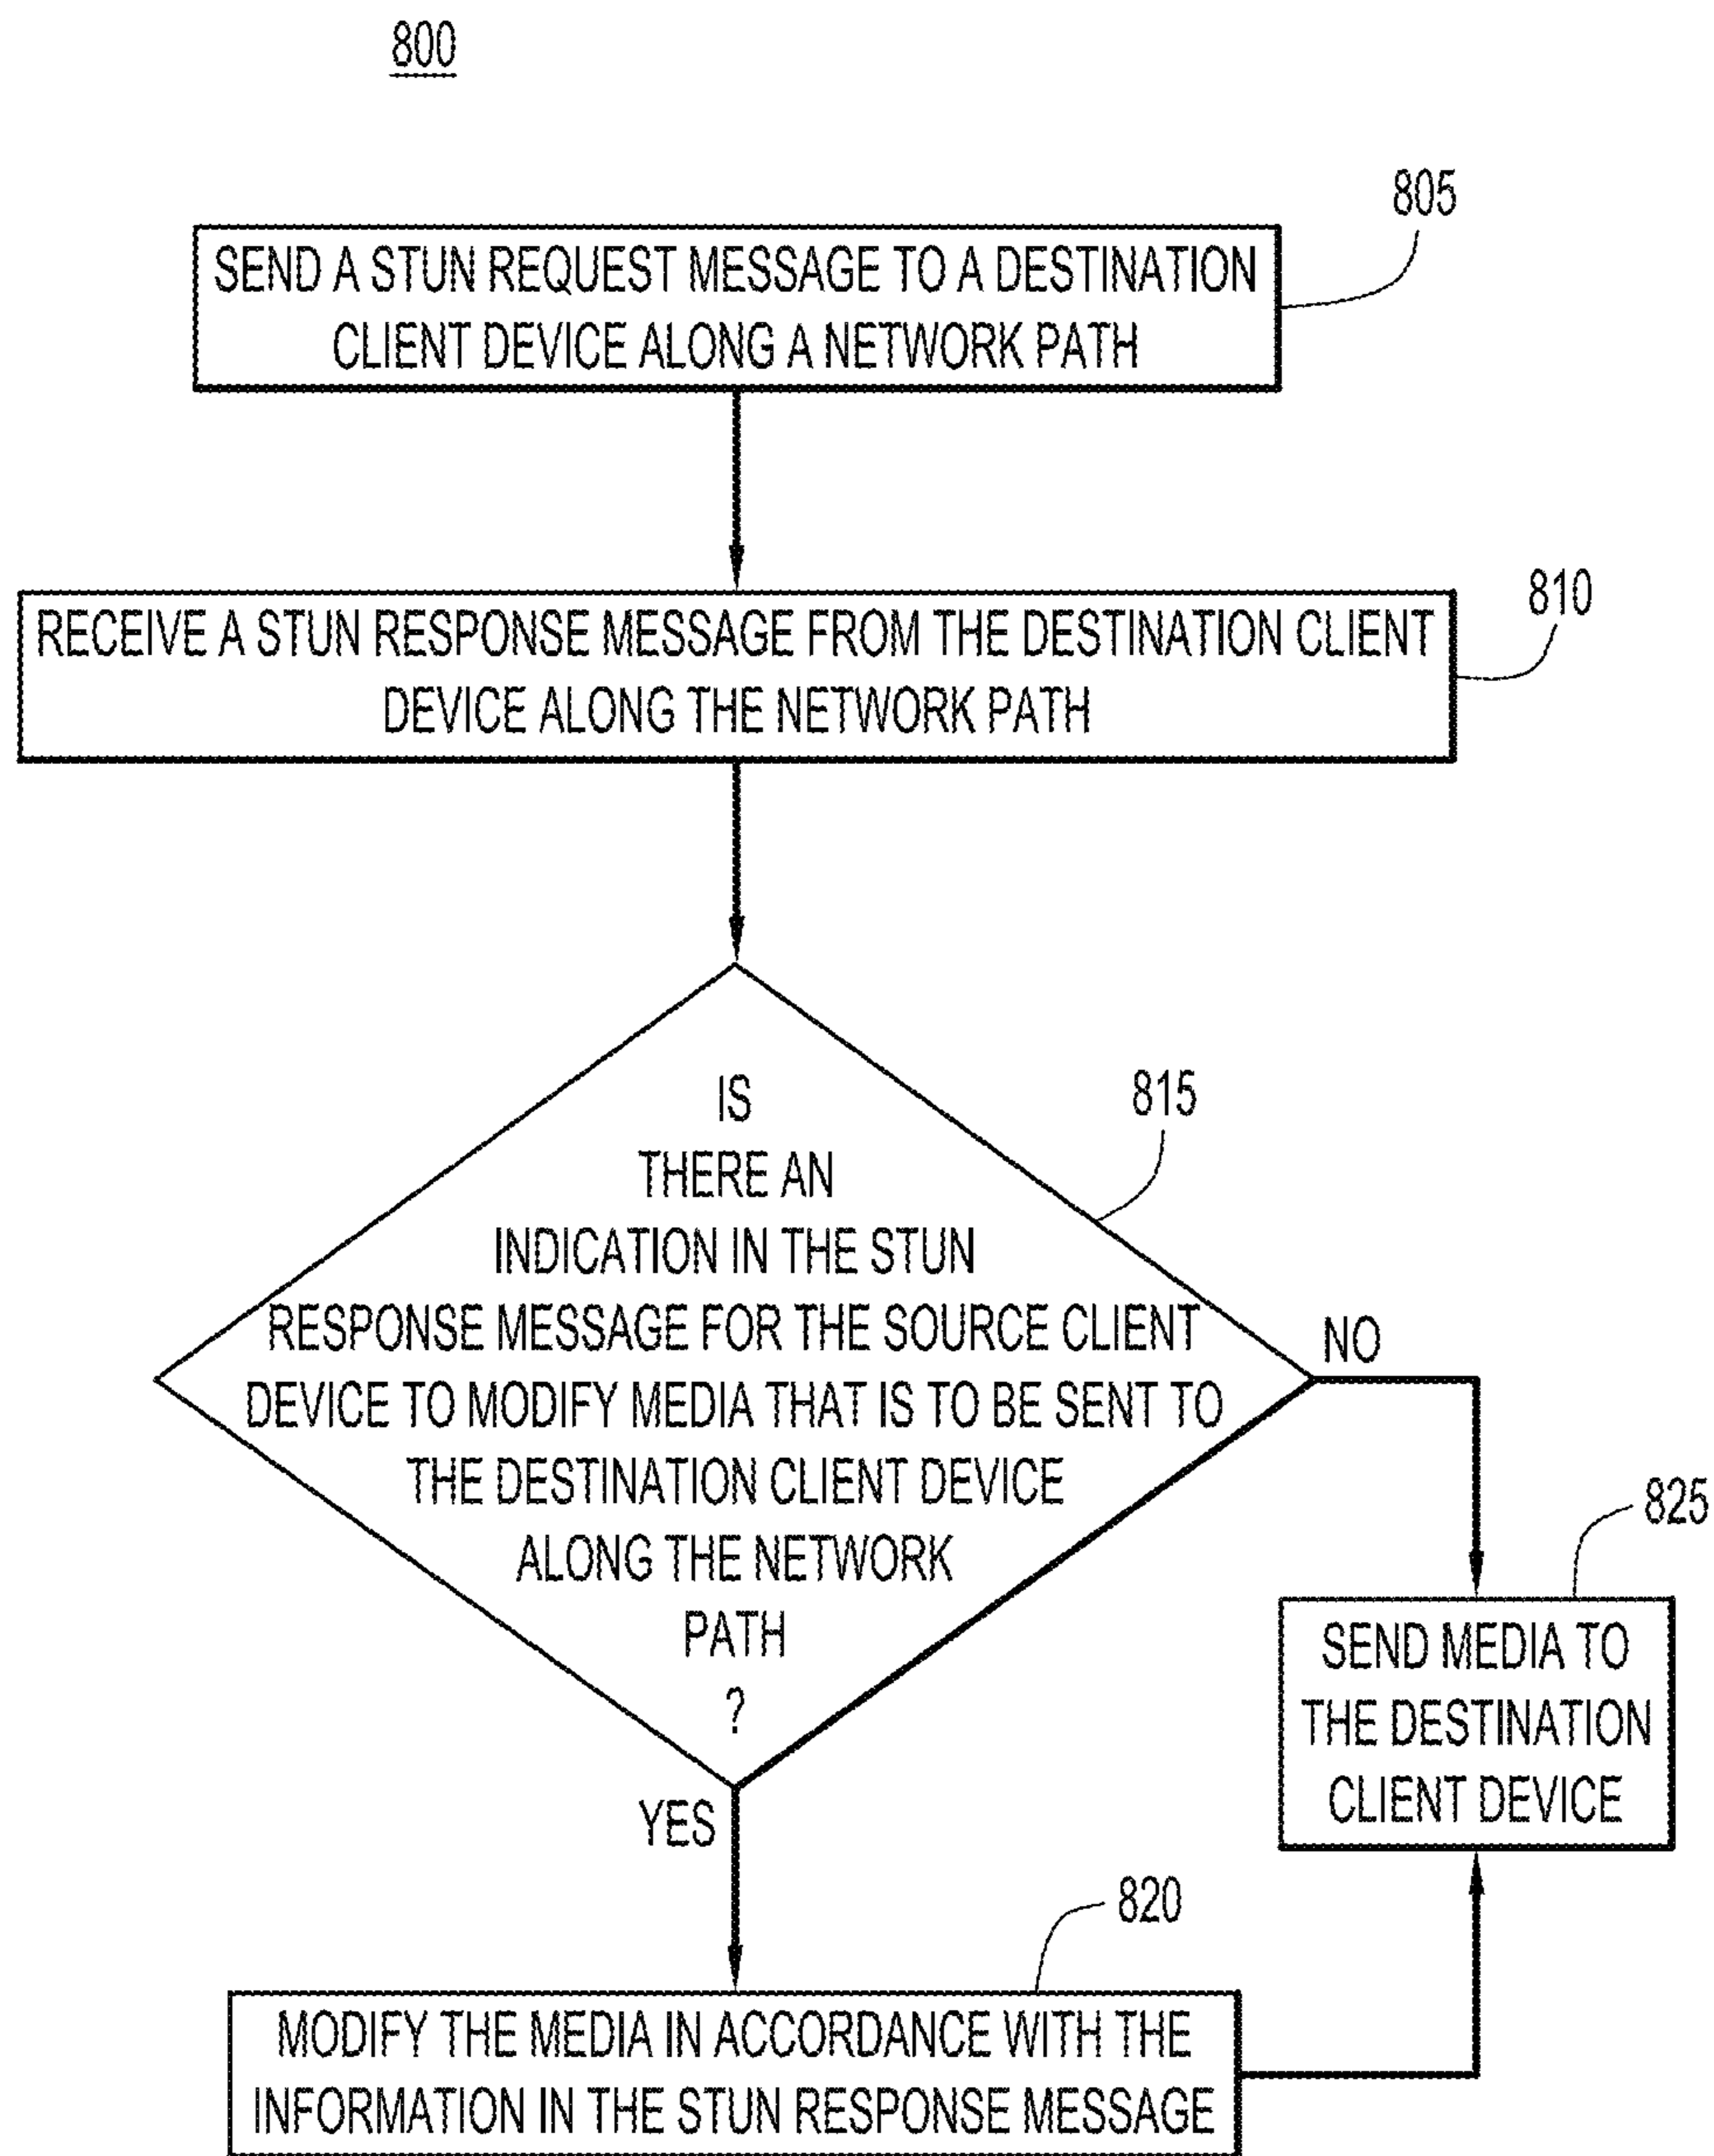 800
805
SEND A STUN REQUEST MESSAGE TO A DESTINATION
CLIENT DEVICE ALONG A NETWORK PATH
810
RECEIVE A STUN RESPONSE MESSAGE FROM THE DESTINATION CLIENT
DEVICE ALONG THE NETWORK PATH
815
IS
THERE AN
INDICATION IN THE STUN
RESPONSE MESSAGE FOR THE SOURCE CLIENT
DEVICE TO MODIFY MEDIA THAT IS TO BE SENT TO
THE DESTINATION CLIENT DEVICE
ALONG THE NETWORK
PATH
?
NO
YES
825
SEND MEDIA TO
THE DESTINATION
CLIENT DEVICE
820
MODIFY THE MEDIA IN ACCORDANCE WITH THE
INFORMATION IN THE STUN RESPONSE MESSAGE